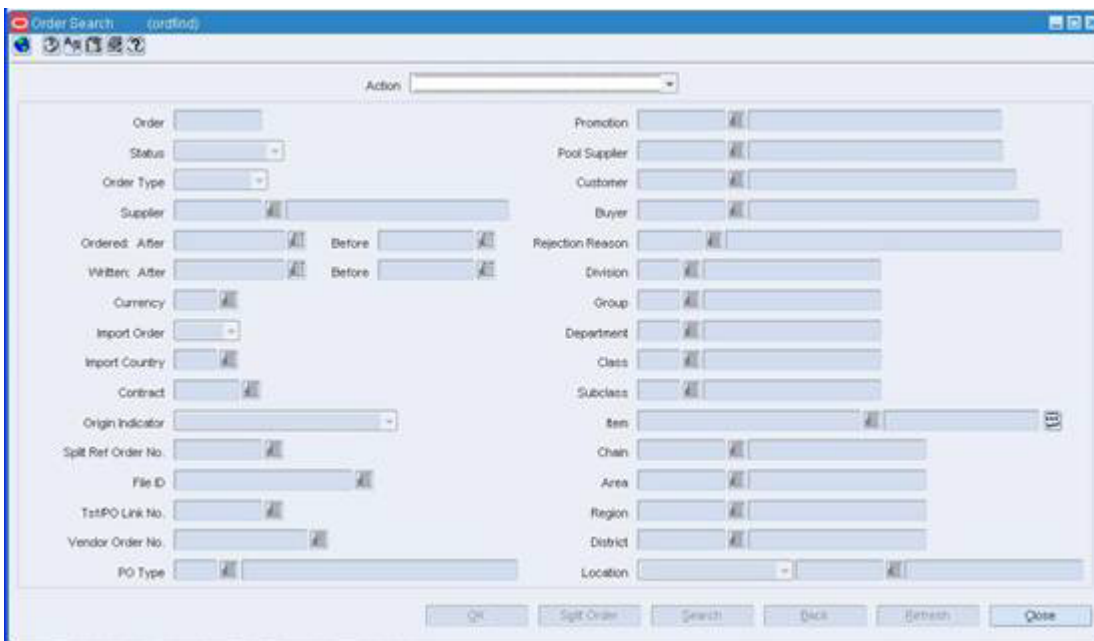 Order Search (ordfind)
Action
Order
Status
Order Type
Supplier
Ordered: After Before
Written: After Before
Currency
Import Order
Import Country
Contract
Origin Indicator
Split Ref Order No.
File ID
Tsf/PO Link No.
Vendor Order No.
PO Type
Promotion
Pool Supplier
Customer
Buyer
Rejection Reason
Division
Group
Department
Class
Subclass
Item
Chain
Area
Region
District
Location
OK Split Order Search Back Refresh Close